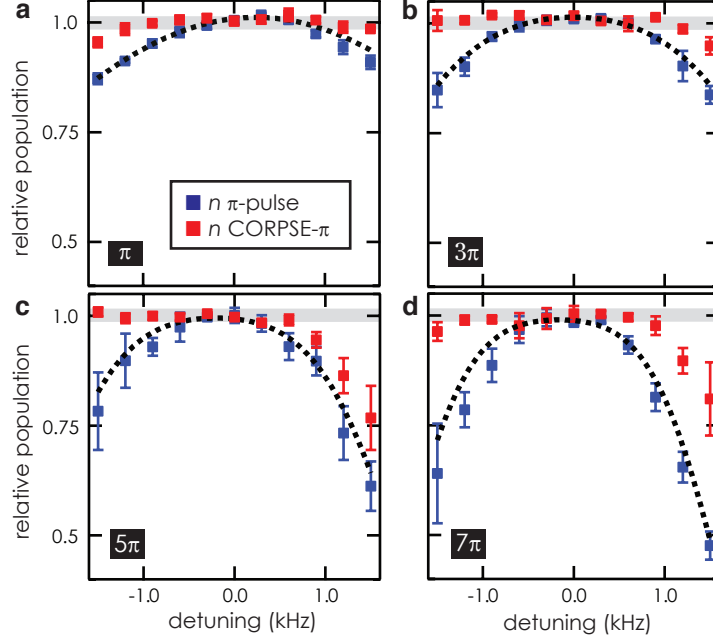 a
b
relative population
1.0
0.75
0.5
n π-pulse
n CORPSE-π
π
3π
c
d
relative population
1.0
0.75
0.5
5π
7π
-1.0
0.0
1.0
-1.0
0.0
1.0
detuning (kHz)
detuning (kHz)